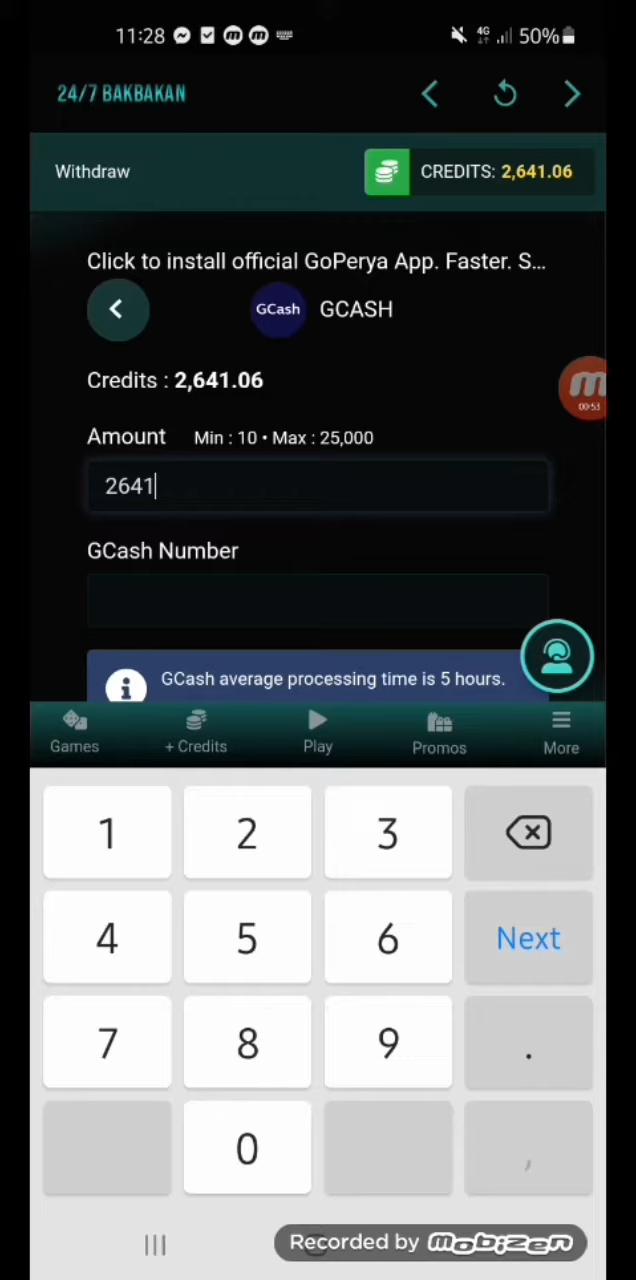 11:28
4G
50%
24/7 BAKBAKAN
Withdraw
CREDITS: 2,641.06
Click to install official GoPerya App. Faster. S...
GCash
GCASH
Credits : 2,641.06
00:53
Amount
Min : 10 • Max : 25,000
2641
GCash Number
GCash average processing time is 5 hours.
Games
+ Credits
Play
Promos
More
1
2
3
4
5
6
Next
7
8
9
.
0
,
Recorded by mobizen